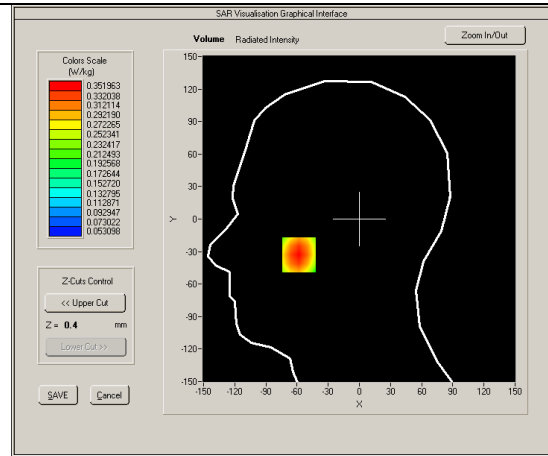 SAR Visualisation Graphical Interface
Volume Radiated Intensity
Zoom In/Out
Colors Scale
(W/kg)
0.351963
0.332038
0.312114
0.292190
0.272265
0.252341
0.232417
0.212493
0.192568
0.172644
0.152720
0.132795
0.112871
0.092947
0.073022
0.053098
Z-Cuts Control
<< Upper Cut
Z = 0.4 mm
Lower Cut >>
SAVE Cancel
150
120
90
60
30
0
-30
-60
-90
-120
-150
Y
-150 -120 -90 -60 -30 0 30 60 90 120 150
X